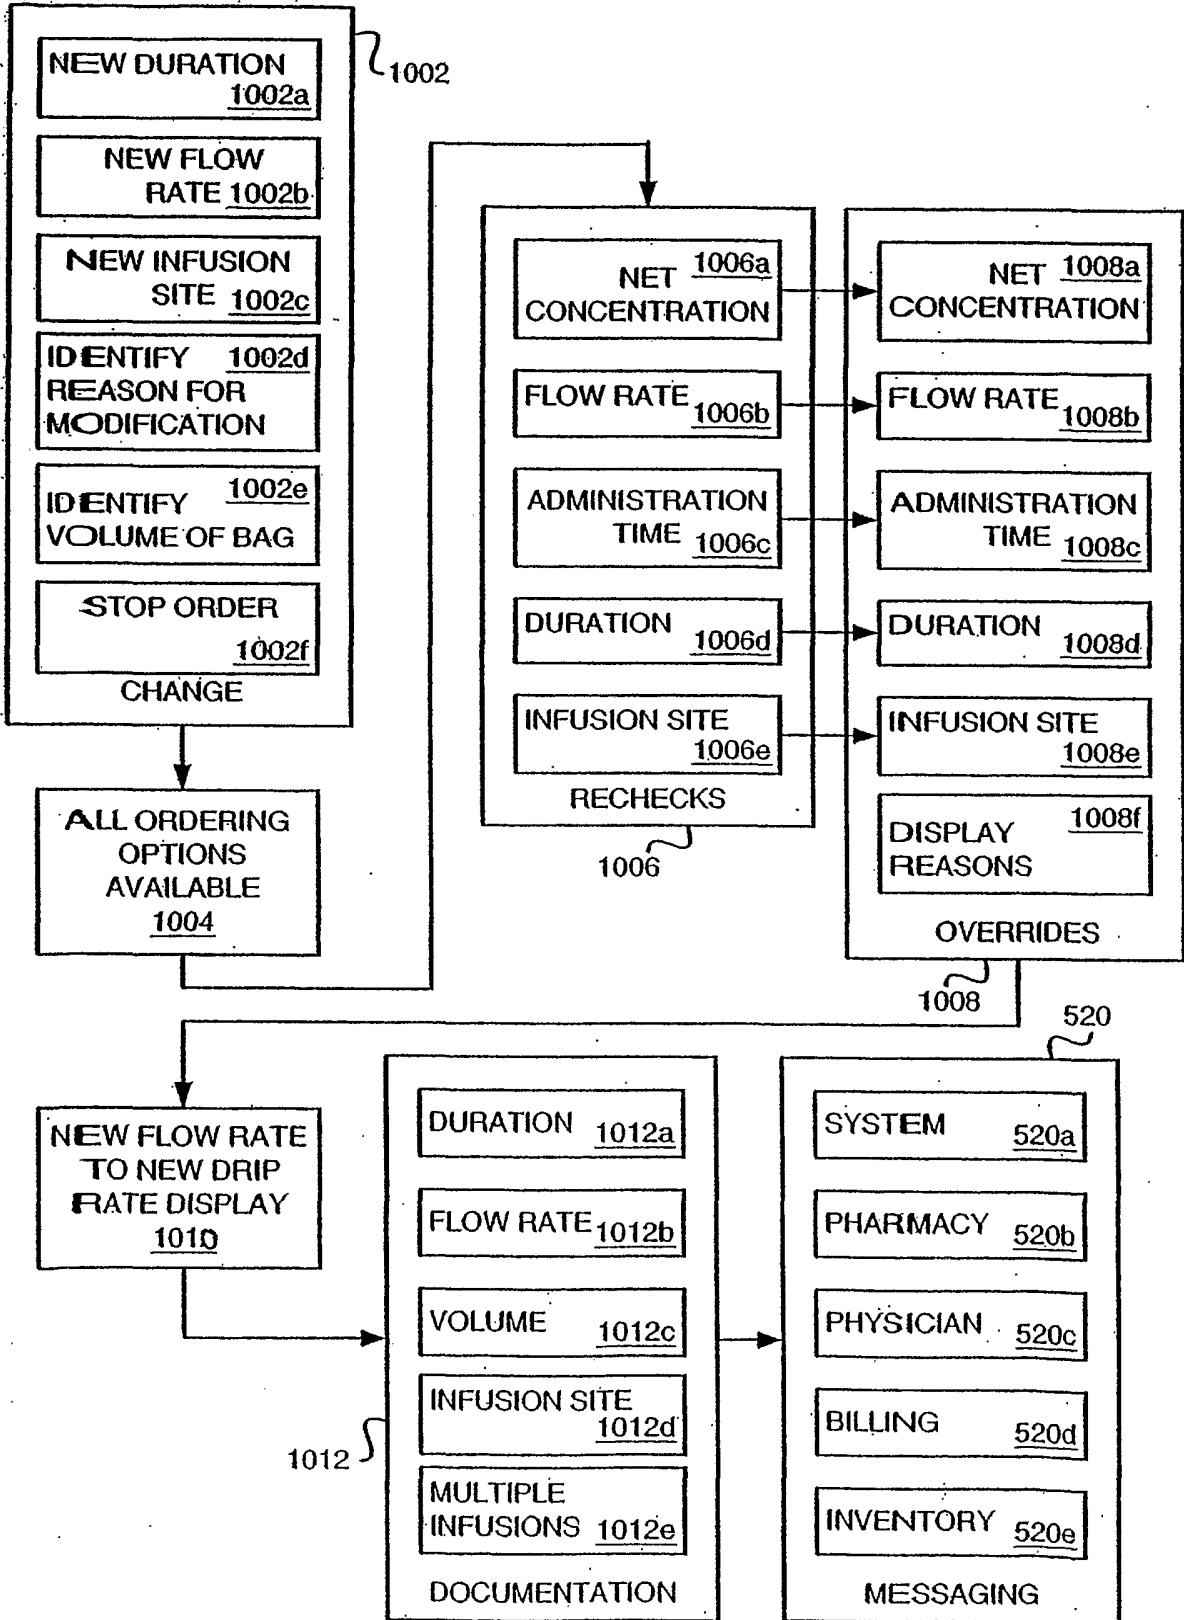 NEW DURATION
1002a
NEW FLOW
RATE 1002b
NEW INFUSION
SITE 1002c
IDENTIFY 1002d
REASON FOR
MODIFICATION
1002e
IDENTIFY
VOLUME OF BAG
STOP ORDER
1002f
CHANGE
1002
ALL ORDERING
OPTIONS
AVAILABLE
1004
1006a
NET
CONCENTRATION
FLOW RATE 1006b
ADMINISTRATION
TIME 1006c
DURATION 1006d
INFUSION SITE
1006e
RECHECKS
1006
1008a
NET
CONCENTRATION
FLOW RATE 1008b
ADMINISTRATION
TIME 1008c
DURATION 1008d
INFUSION SITE
1008e
1008f
DISPLAY
REASONS
OVERRIDES
1008
NEW FLOW RATE
TO NEW DRIP
RATE DISPLAY
1010
DURATION 1012a
FLOW RATE 1012b
VOLUME 1012c
INFUSION SITE
1012d
MULTIPLE
INFUSIONS 1012e
DOCUMENTATION
1012
520
SYSTEM 520a
PHARMACY 520b
PHYSICIAN 520c
BILLING 520d
INVENTORY 520e
MESSAGING